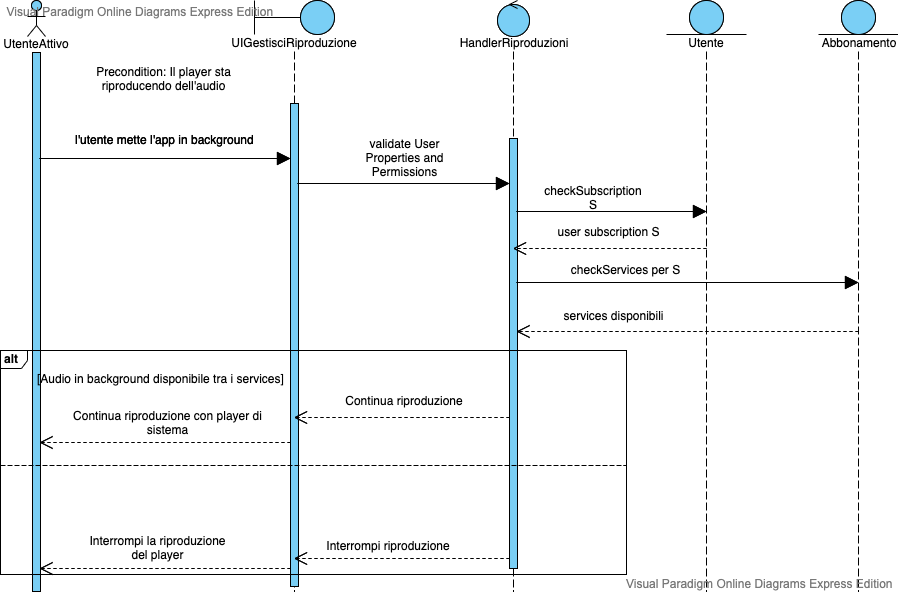 Visual Paradigm Online Diagrams Express Edition
UtenteAttivo
UIGestisciRiproduzione
HandlerRiproduzioni
Utente
Abbonamento
Precondition: Il player sta
riproducendo dell'audio
l'utente mette l'app in background
validate User
Properties and
Permissions
checkSubscription
S
user subscription S
checkServices per S
services disponibili
alt
[Audio in background disponibile tra i services]
Continua riproduzione
Continua riproduzione con player di
sistema
Interrompi la riproduzione
del player
Interrompi riproduzione
Visual Paradigm Online Diagrams Express Edition